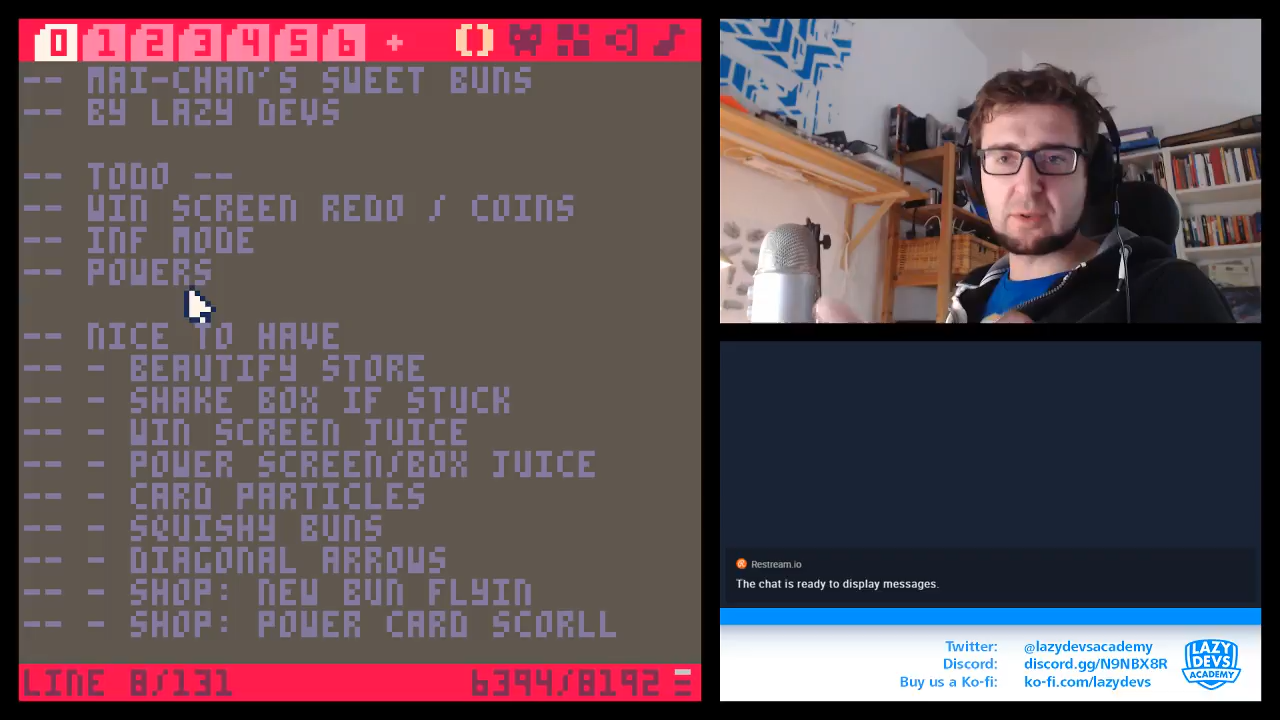 0 1 2 3 4 5 6 +
-- MAI-CHAN'S SWEET BUNS
-- BY LAZY DEVS
-- TODO --
-- WIN SCREEN REDO / COINS
-- INF MODE
-- POWERS
-- NICE TO HAVE
-- - BEAUTIFY STORE
-- - SHAKE BOX IF STUCK
-- - WIN SCREEN JUICE
-- - POWER SCREEN/BOX JUICE
-- - CARD PARTICLES
-- - SQUISHY BUNS
-- - DIAGONAL ARROWS
-- - SHOP: NEW BUN FLYIN
-- - SHOP: POWER CARD SCORLL
LINE 8/131
6394/8192
Restream.io
The chat is ready to display messages.
Twitter: @lazydevsacademy
Discord: discord.gg/N9NBX8R
Buy us a Ko-fi: ko-fi.com/lazydevs
LAZY
DEVS
ACADEMY